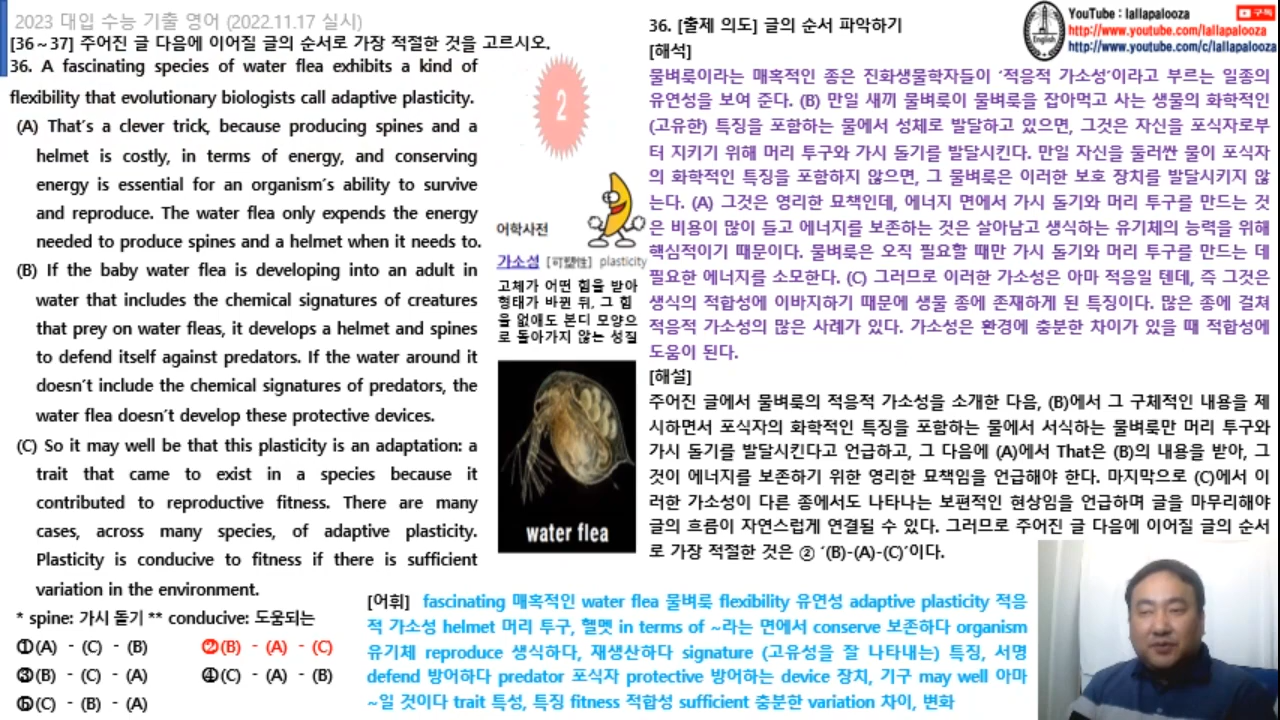 2023 대입 수능 기출 영어 (2022.11.17 실시)
[36~37] 주어진 글 다음에 이어질 글의 순서로 가장 적절한 것을 고르시오.
36. A fascinating species of water flea exhibits a kind of
flexibility that evolutionary biologists call adaptive plasticity.
(A) That's a clever trick, because producing spines and a
helmet is costly, in terms of energy, and conserving
energy is essential for an organism's ability to survive
and reproduce. The water flea only expends the energy
needed to produce spines and a helmet when it needs to.
(B) If the baby water flea is developing into an adult in
water that includes the chemical signatures of creatures
that prey on water fleas, it develops a helmet and spines
to defend itself against predators. If the water around it
doesn't include the chemical signatures of predators, the
water flea doesn't develop these protective devices.
(C) So it may well be that this plasticity is an adaptation: a
trait that came to exist in a species because it
contributed to reproductive fitness. There are many
cases, across many species, of adaptive plasticity.
Plasticity is conducive to fitness if there is sufficient
variation in the environment.
* spine: 가시 돌기 ** conducive: 도움되는
①(A) - (C) - (B) ②(B) - (A) - (C)
③(B) - (C) - (A) ④(C) - (A) - (B)
⑤(C) - (B) - (A)
2
어학사전
가소성 [可塑性] plasticity
고체가 어떤 힘을 받아
형태가 바뀐 뒤, 그 힘
을 없애도 본디 모양으
로 돌아가지 않는 성질
water flea
36. [출제 의도] 글의 순서 파악하기
[해석]
물벼룩이라는 매혹적인 종은 진화생물학자들이 '적응적 가소성'이라고 부르는 일종의
유연성을 보여 준다. (B) 만일 새끼 물벼룩이 물벼룩을 잡아먹고 사는 생물의 화학적인
(고유한) 특징을 포함하는 물에서 성체로 발달하고 있으면, 그것은 자신을 포식자로부
터 지키기 위해 머리 투구와 가시 돌기를 발달시킨다. 만일 자신을 둘러싼 물이 포식자
의 화학적인 특징을 포함하지 않으면, 그 물벼룩은 이러한 보호 장치를 발달시키지 않
는다. (A) 그것은 영리한 묘책인데, 에너지 면에서 가시 돌기와 머리 투구를 만드는 것
은 비용이 많이 들고 에너지를 보존하는 것은 살아남고 생식하는 유기체의 능력을 위해
핵심적이기 때문이다. 물벼룩은 오직 필요할 때만 가시 돌기와 머리 투구를 만드는 데
필요한 에너지를 소모한다. (C) 그러므로 이러한 가소성은 아마 적응일 텐데, 즉 그것은
생식의 적합성에 이바지하기 때문에 생물 종에 존재하게 된 특징이다. 많은 종에 걸쳐
적응적 가소성의 많은 사례가 있다. 가소성은 환경에 충분한 차이가 있을 때 적합성에
도움이 된다.
[해설]
주어진 글에서 물벼룩의 적응적 가소성을 소개한 다음, (B)에서 그 구체적인 내용을 제
시하면서 포식자의 화학적인 특징을 포함하는 물에서 서식하는 물벼룩만 머리 투구와
가시 돌기를 발달시킨다고 언급하고, 그 다음에 (A)에서 That은 (B)의 내용을 받아, 그
것이 에너지를 보존하기 위한 영리한 묘책임을 언급해야 한다. 마지막으로 (C)에서 이
러한 가소성이 다른 종에서도 나타나는 보편적인 현상임을 언급하며 글을 마무리해야
글의 흐름이 자연스럽게 연결될 수 있다. 그러므로 주어진 글 다음에 이어질 글의 순서
로 가장 적절한 것은 ② '(B)-(A)-(C)'이다.
[어휘] fascinating 매혹적인 water flea 물벼룩 flexibility 유연성 adaptive plasticity 적응
적 가소성 helmet 머리 투구, 헬멧 in terms of ~라는 면에서 conserve 보존하다 organism
유기체 reproduce 생식하다, 재생산하다 signature (고유성을 잘 나타내는) 특징, 서명
defend 방어하다 predator 포식자 protective 방어하는 device 장치, 기구 may well 아마
~일 것이다 trait 특성, 특징 fitness 적합성 sufficient 충분한 variation 차이, 변화
English
YouTube : lallapalooza
구독
http://www.youtube.com/lallapalooza
http://www.youtube.com/c/lallapalooza